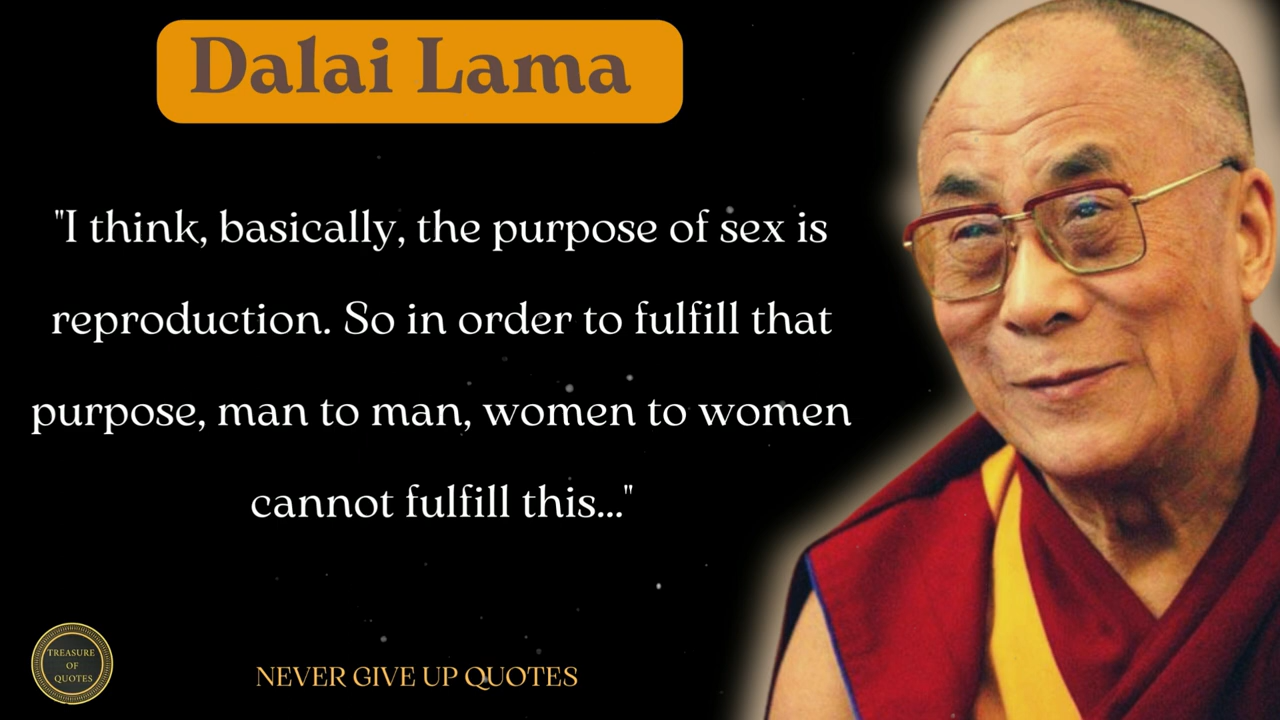 Dalai Lama
"I think, basically, the purpose of sex is
reproduction. So in order to fulfill that
purpose, man to man, women to women
cannot fulfill this..."
TREASURE
OF
QUOTES
NEVER GIVE UP QUOTES